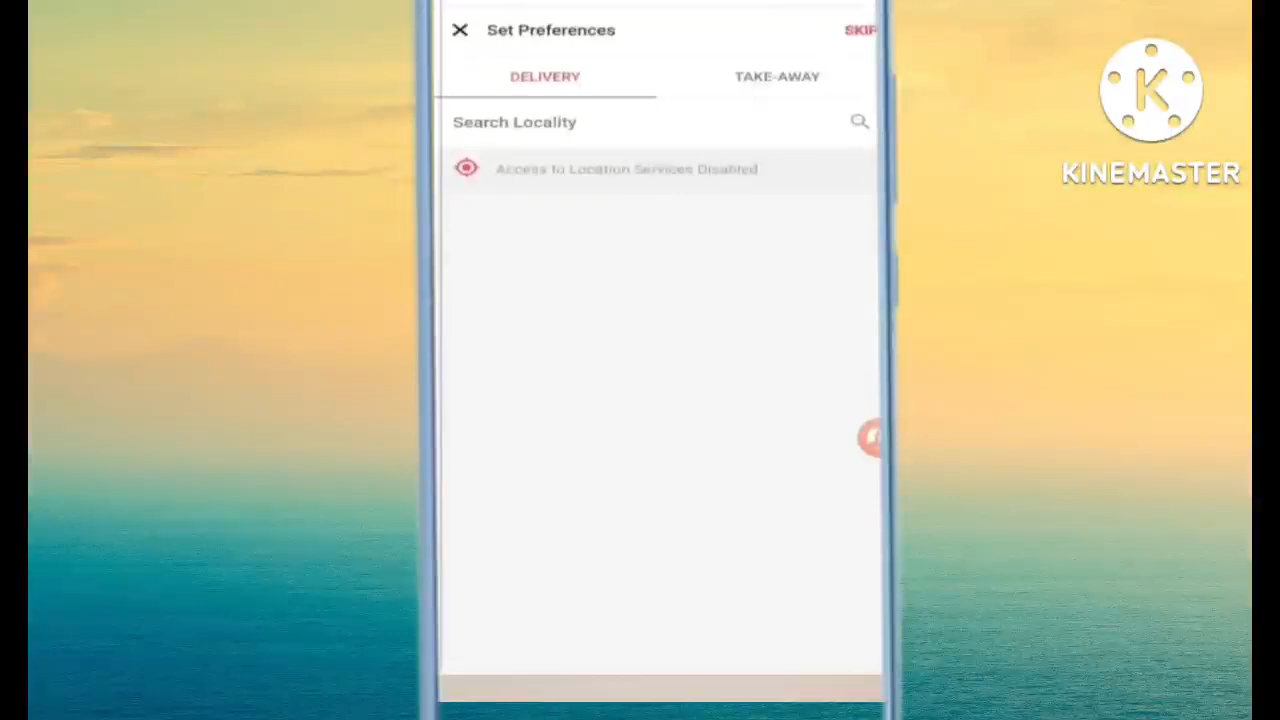 Set Preferences
SKIP
DELIVERY
TAKE-AWAY
Search Locality
Access to Location Services Disabled
K
KINEMASTER